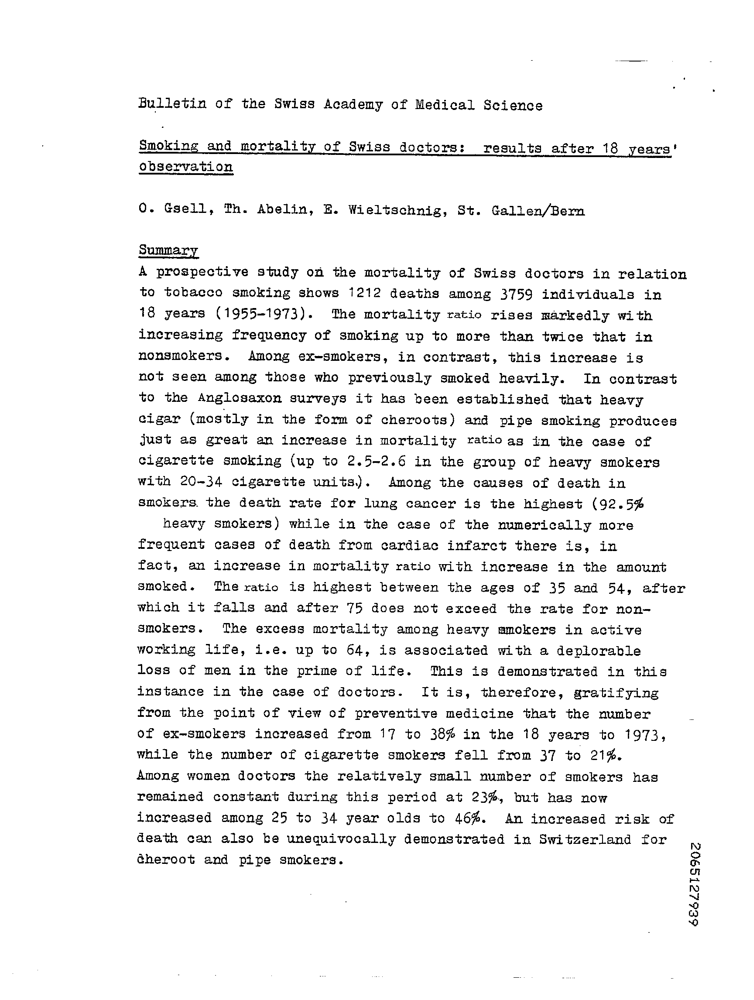 Bulletin of the Swiss Academy of Medical Science
Smoking and mortality of Swiss doctors: results after 18 years'
observation
O. Gsell, Th. Abelin, E. Wieltschnig, St. Gallen/Bern
Summary
A prospective study on the mortality of Swiss doctors in relation
to tobacco smoking shows 1212 deaths among 3759 individuals in
18 years (1955-1973). The mortality ratio rises markedly with
increasing frequency of smoking up to more than twice that in
nonsmokers. Among ex-smokers, in contrast, this increase is
not seen among those who previously smoked heavily. In contrast
to the Anglosaxon surveys it has been established that heavy
cigar (mostly in the form of cheroots) and pipe smoking produces
just as great an increase in mortality ratio as in the case of
cigarette smoking (up to 2.5-2.6 in the group of heavy smokers
with 20-34 cigarette units.). Among the causes of death in
smokers the death rate for lung cancer is the highest (92.5%
heavy smokers) while in the case of the numerically more
frequent cases of death from cardiac infarct there is, in
fact, an increase in mortality ratio with increase in the amount
smoked. The ratio is highest between the ages of 35 and 54, after
which it falls and after 75 does not exceed the rate for non-
smokers. The excess mortality among heavy smokers in active
working life, i.e. up to 64, is associated with a deplorable
loss of men in the prime of life. This is demonstrated in this
instance in the case of doctors. It is, therefore, gratifying
from the point of view of preventive medicine that the number
of ex-smokers increased from 17 to 38% in the 18 years to 1973,
while the number of cigarette smokers fell from 37 to 21%.
Among women doctors the relatively small number of smokers has
remained constant during this period at 23%, but has now
increased among 25 to 34 year olds to 46%. An increased risk of
death can also be unequivocally demonstrated in Switzerland for
cheroot and pipe smokers.
2065127939